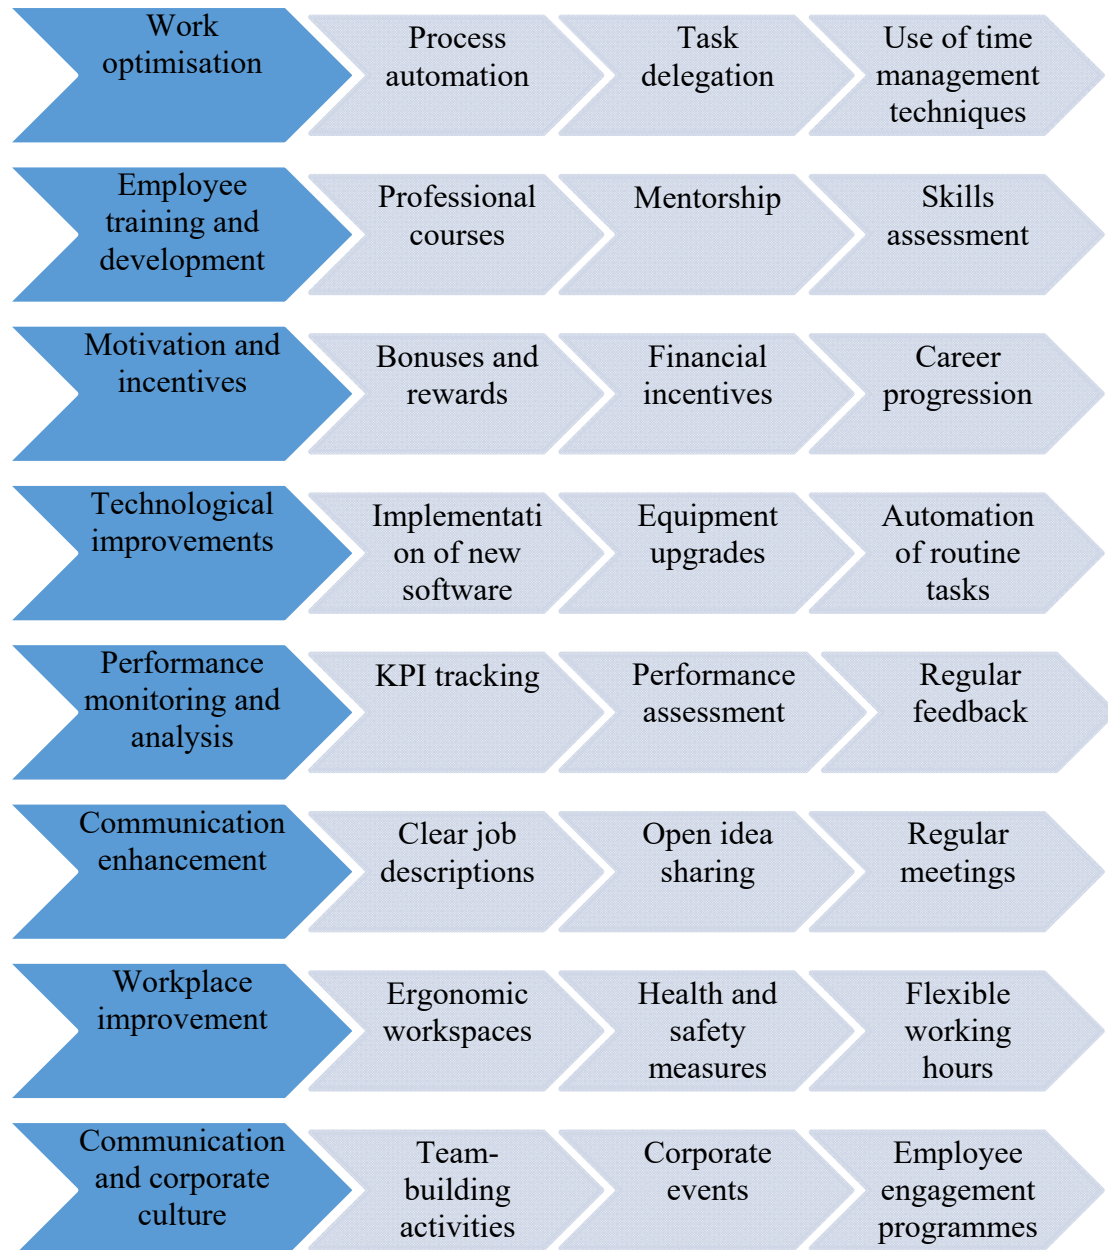 Work
optimisation
Process
automation
Task
delegation
Use of time
management
techniques
Employee
training and
development
Professional
courses
Mentorship
Skills
assessment
Motivation and
incentives
Bonuses and
rewards
Financial
incentives
Career
progression
Technological
improvements
Implementati
on of new
software
Equipment
upgrades
Automation
of routine
tasks
Performance
monitoring and
analysis
KPI tracking
Performance
assessment
Regular
feedback
Communication
enhancement
Clear job
descriptions
Open idea
sharing
Regular
meetings
Workplace
improvement
Ergonomic
workspaces
Health and
safety
measures
Flexible
working
hours
Communication
and corporate
culture
Team-
building
activities
Corporate
events
Employee
engagement
programmes